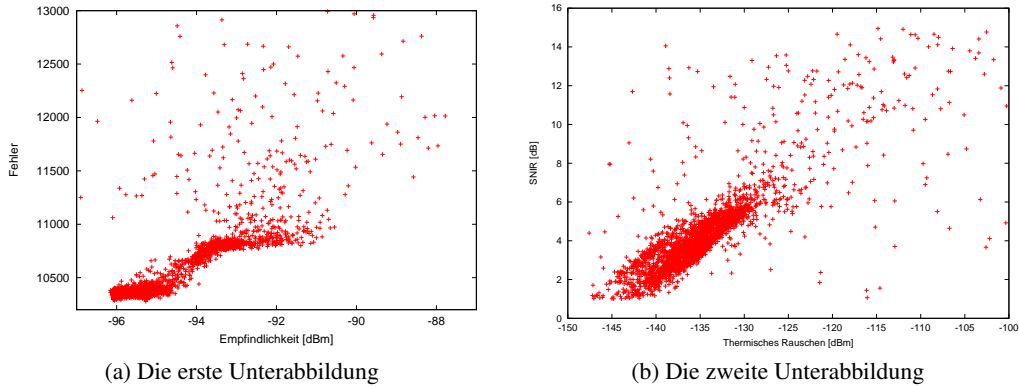 13000
12500
12000
11500
11000
10500
Fehler
-96 -94 -92 -90 -88
Empfindlichkeit [dBm]
(a) Die erste Unterabbildung
16
14
12
10
8
6
4
2
0
SNIR [dB]
-150 -145 -140 -135 -130 -125 -120 -115 -110 -105 -100
Thermisches Rauschen [dBm]
(b) Die zweite Unterabbildung